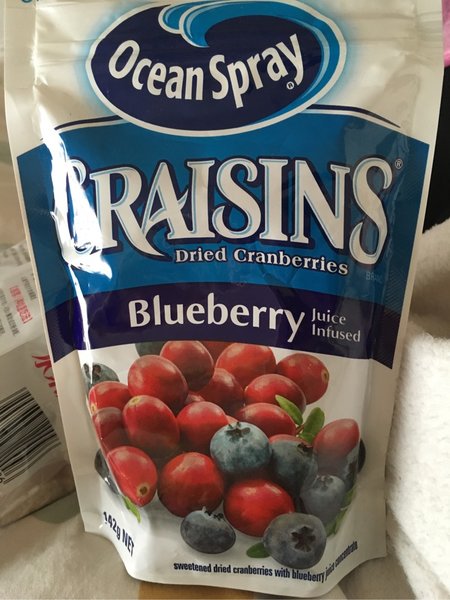 Ocean Spray®
CRAISINS®
Dried Cranberries
Blueberry Juice
Infused
142g NET
sweetened dried cranberries with blueberry juice concentrate